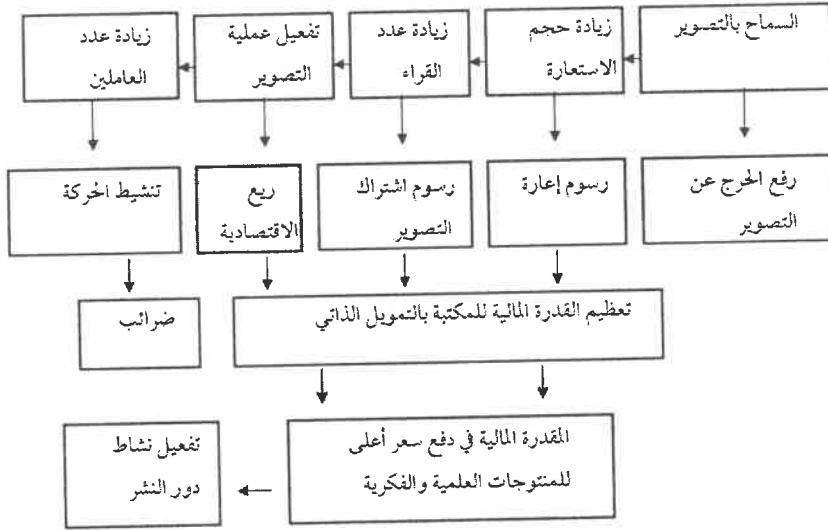 السماح بالتصوير
زيادة حجم
الاستعارة
زيادة عدد
القراء
تفعيل عملية
التصوير
زيادة عدد
العاملين
رفع الحرج عن
التصوير
رسوم إعارة
رسوم اشتراك
التصوير
ريع
الاقتصادية
تنشيط الحركة
تعظيم القدرة المالية للمكتبة بالتمويل الذاتي
ضرائب
المقدرة المالية في دفع سعر أعلى
للمنتوجات العلمية والفكرية
تفعيل نشاط
دور النشر